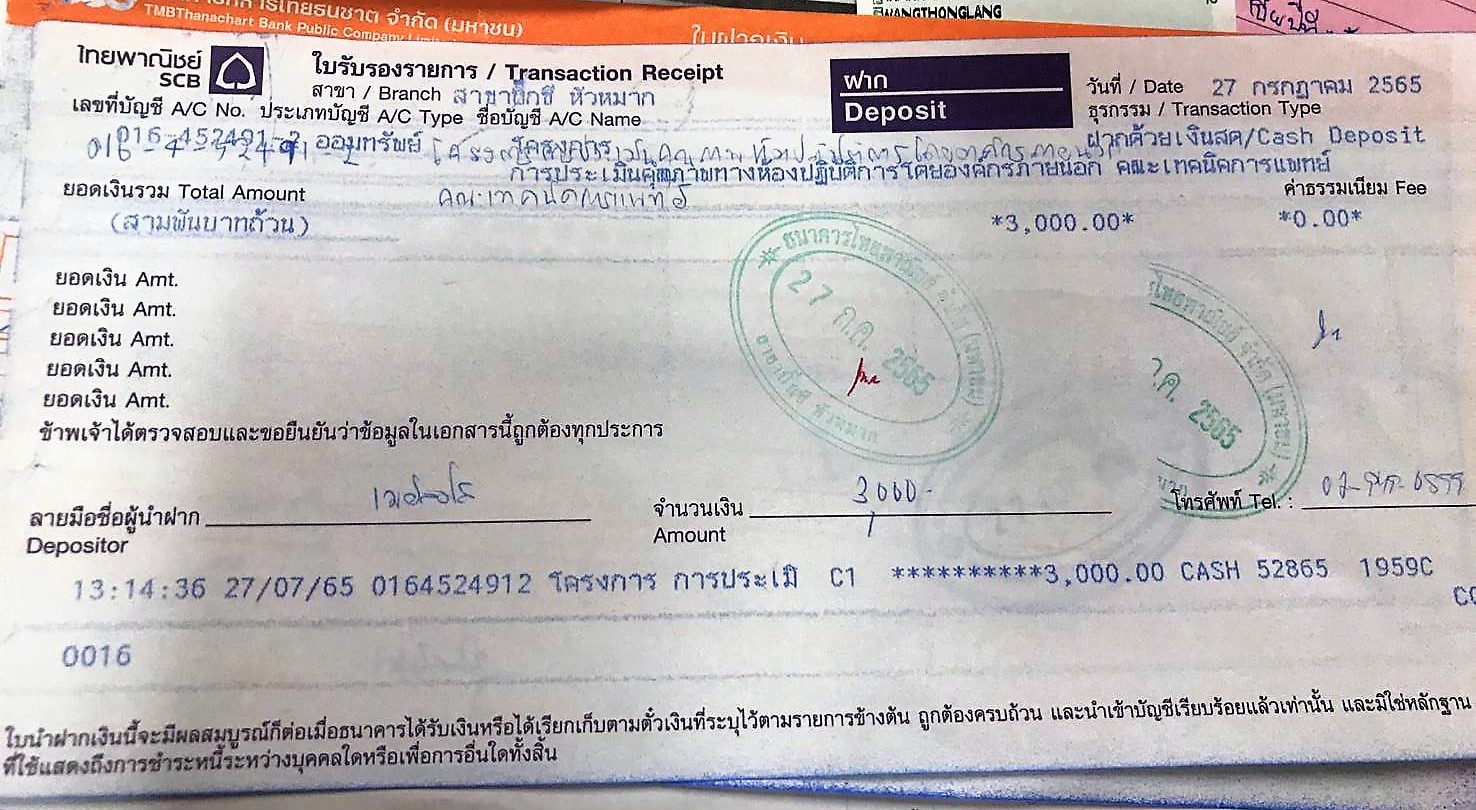 TMBThanachart Bank Public Company
ใบฝากเงิน
WANGTHONGLANG
ไทยพาณิชย์
SCB
ใบรับรองรายการ / Transaction Receipt
ฝาก
Deposit
วันที่ / Date 27 กรกฎาคม 2565
สาขา / Branch สาขาบิ๊กซี หัวหมาก
ธุรกรรม / Transaction Type
เลขที่บัญชี A/C No. ประเภทบัญชี A/C Type ชื่อบัญชี A/C Name
016-452491-2 ออมทรัพย์ โครงการ
ฝากด้วยเงินสด/Cash Deposit
การประเมินคุณภาพทางห้องปฏิบัติการโดยองค์กรภายนอก คณะเทคนิคการแพทย์
คณะเทคนิคการแพทย์
ยอดเงินรวม Total Amount
ค่าธรรมเนียม Fee
(สามพันบาทถ้วน)
*3,000.00*
*0.00*
ธนาคารไทยพาณิชย์ จำกัด (มหาชน)
27 ก.ค. 2565
สาขาบิ๊กซี หัวหมาก
ไทยพาณิชย์ จำกัด (มหาชน)
ค. 2565
ยอดเงิน Amt.
ยอดเงิน Amt.
ยอดเงิน Amt.
ยอดเงิน Amt.
ยอดเงิน Amt.
ข้าพเจ้าได้ตรวจสอบและขอยืนยันว่าข้อมูลในเอกสารนี้ถูกต้องทุกประการ
ลายมือชื่อผู้นำฝาก
Depositor
จำนวนเงิน 3000.-
Amount
โทรศัพท์ Tel. :
13:14:36 27/07/65 0164524912 โครงการ การประเมิ C1 **********3,000.00 CASH 52865 1959C
0016
ใบนำฝากเงินนี้จะมีผลสมบูรณ์ก็ต่อเมื่อธนาคารได้รับเงินหรือได้เรียกเก็บตามตั๋วเงินที่ระบุไว้ตามรายการข้างต้น ถูกต้องครบถ้วน และนำเข้าบัญชีเรียบร้อยแล้วเท่านั้น และมิใช่หลักฐาน
ที่ใช้แสดงถึงการชำระหนี้ระหว่างบุคคลใดหรือเพื่อการอื่นใดทั้งสิ้น